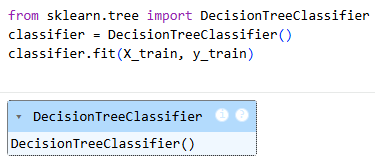 from sklearn.tree import DecisionTreeClassifier
classifier = DecisionTreeClassifier()
classifier.fit(X_train, y_train)
▾ DecisionTreeClassifier i ?
DecisionTreeClassifier()